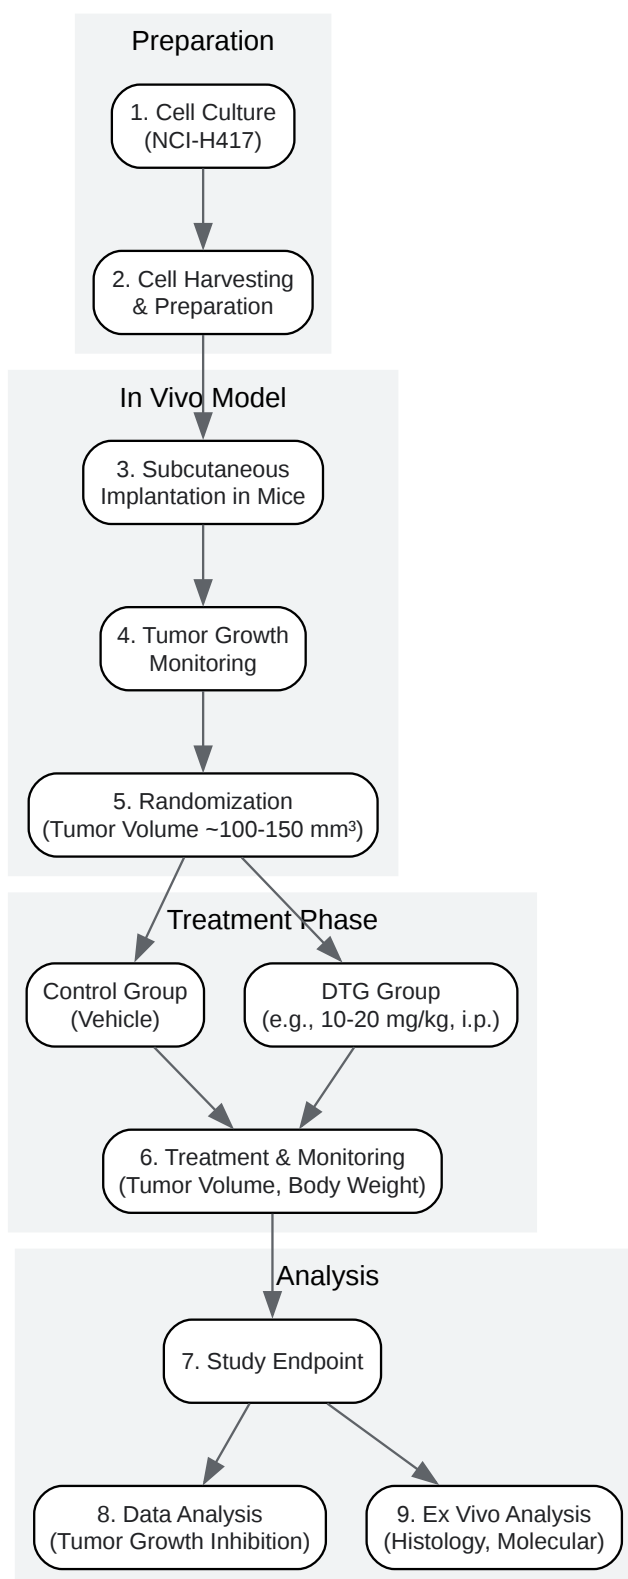 Preparation
1. Cell Culture
(NCI-H417)
2. Cell Harvesting
& Preparation
In Vivo Model
3. Subcutaneous
Implantation in Mice
4. Tumor Growth
Monitoring
5. Randomization
(Tumor Volume ~100-150 mm³)
Treatment Phase
Control Group
(Vehicle)
DTG Group
(e.g., 10-20 mg/kg, i.p.)
6. Treatment & Monitoring
(Tumor Volume, Body Weight)
Analysis
7. Study Endpoint
8. Data Analysis
(Tumor Growth Inhibition)
9. Ex Vivo Analysis
(Histology, Molecular)